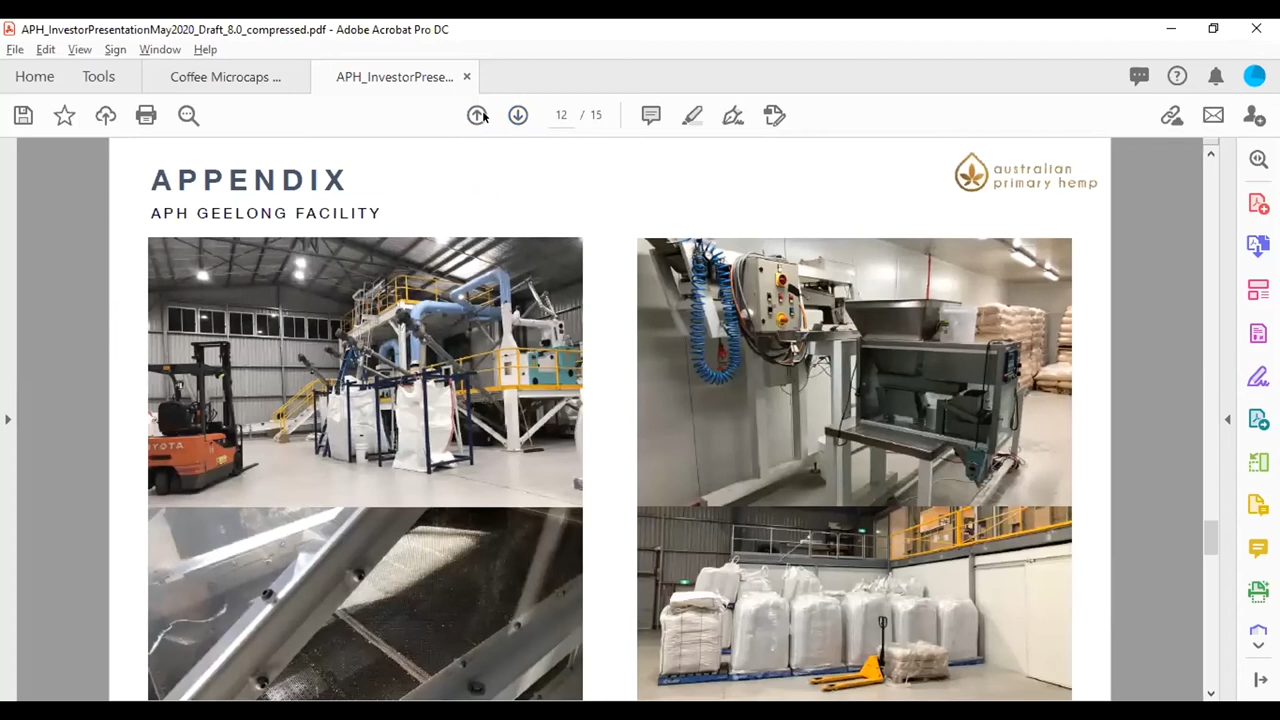 APH_InvestorPresentationMay2020_Draft_8.0_compressed.pdf - Adobe Acrobat Pro DC
File Edit View Sign Window Help
Home Tools Coffee Microcaps ... APH_InvestorPrese... ×
12 / 15
APPENDIX
APH GEELONG FACILITY
australian
primary hemp
TOYOTA